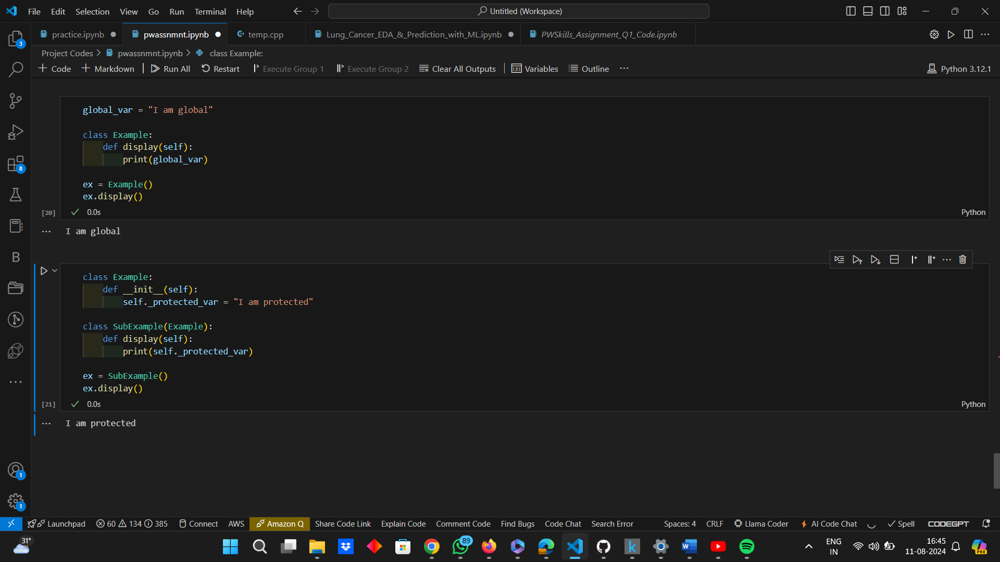 File Edit Selection View Go Run Terminal Help Untitled (Workspace)
practice.ipynb pwassnmnt.ipynb temp.cpp Lung_Cancer_EDA_&_Prediction_with_ML.ipynb PWSkills_Assignment_Q1_Code.ipynb
Project Codes > pwassnmnt.ipynb > class Example:
+ Code + Markdown Run All Restart Execute Group 1 Execute Group 2 Clear All Outputs Variables Outline ... Python 3.12.1
global_var = "I am global"
class Example:
def display(self):
print(global_var)
ex = Example()
ex.display()
[20] 0.0s Python
... I am global
class Example:
def __init__(self):
self._protected_var = "I am protected"
class SubExample(Example):
def display(self):
print(self._protected_var)
ex = SubExample()
ex.display()
[21] 0.0s Python
... I am protected
3
8
B
1
1
Launchpad 60 134 385 Connect AWS Amazon Q Share Code Link Explain Code Comment Code Find Bugs Code Chat Search Error Spaces: 4 CRLF Llama Coder AI Code Chat Spell CODEGPT
31° 89 k W ENG 16:45 PRE
IN 11-08-2024